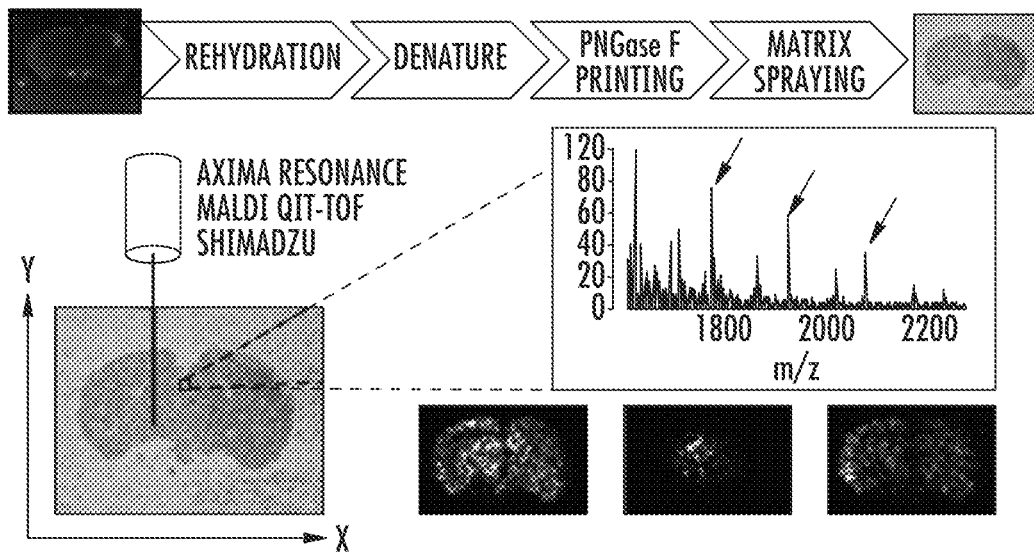 REHYDRATION
DENATURE
PNGase F
PRINTING
MATRIX
SPRAYING
AXIMA RESONANCE
MALDI QIT-TOF
SHIMADZU
Y
X
120
80
60
40
20
0
1800 2000 2200
m/z